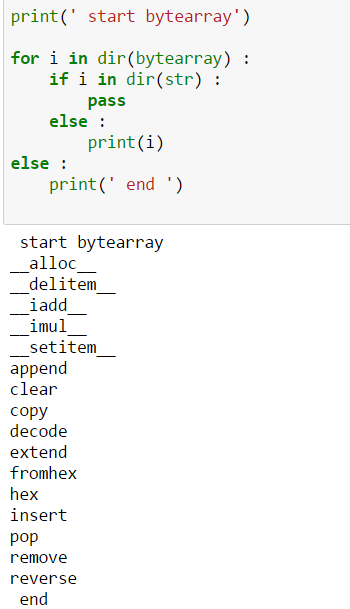 print(' start bytearray')
for i in dir(bytearray) :
    if i in dir(str) :
        pass
    else :
        print(i)
else :
    print(' end ')
 start bytearray
__alloc__
__delitem__
__iadd__
__imul__
__setitem__
append
clear
copy
decode
extend
fromhex
hex
insert
pop
remove
reverse
 end